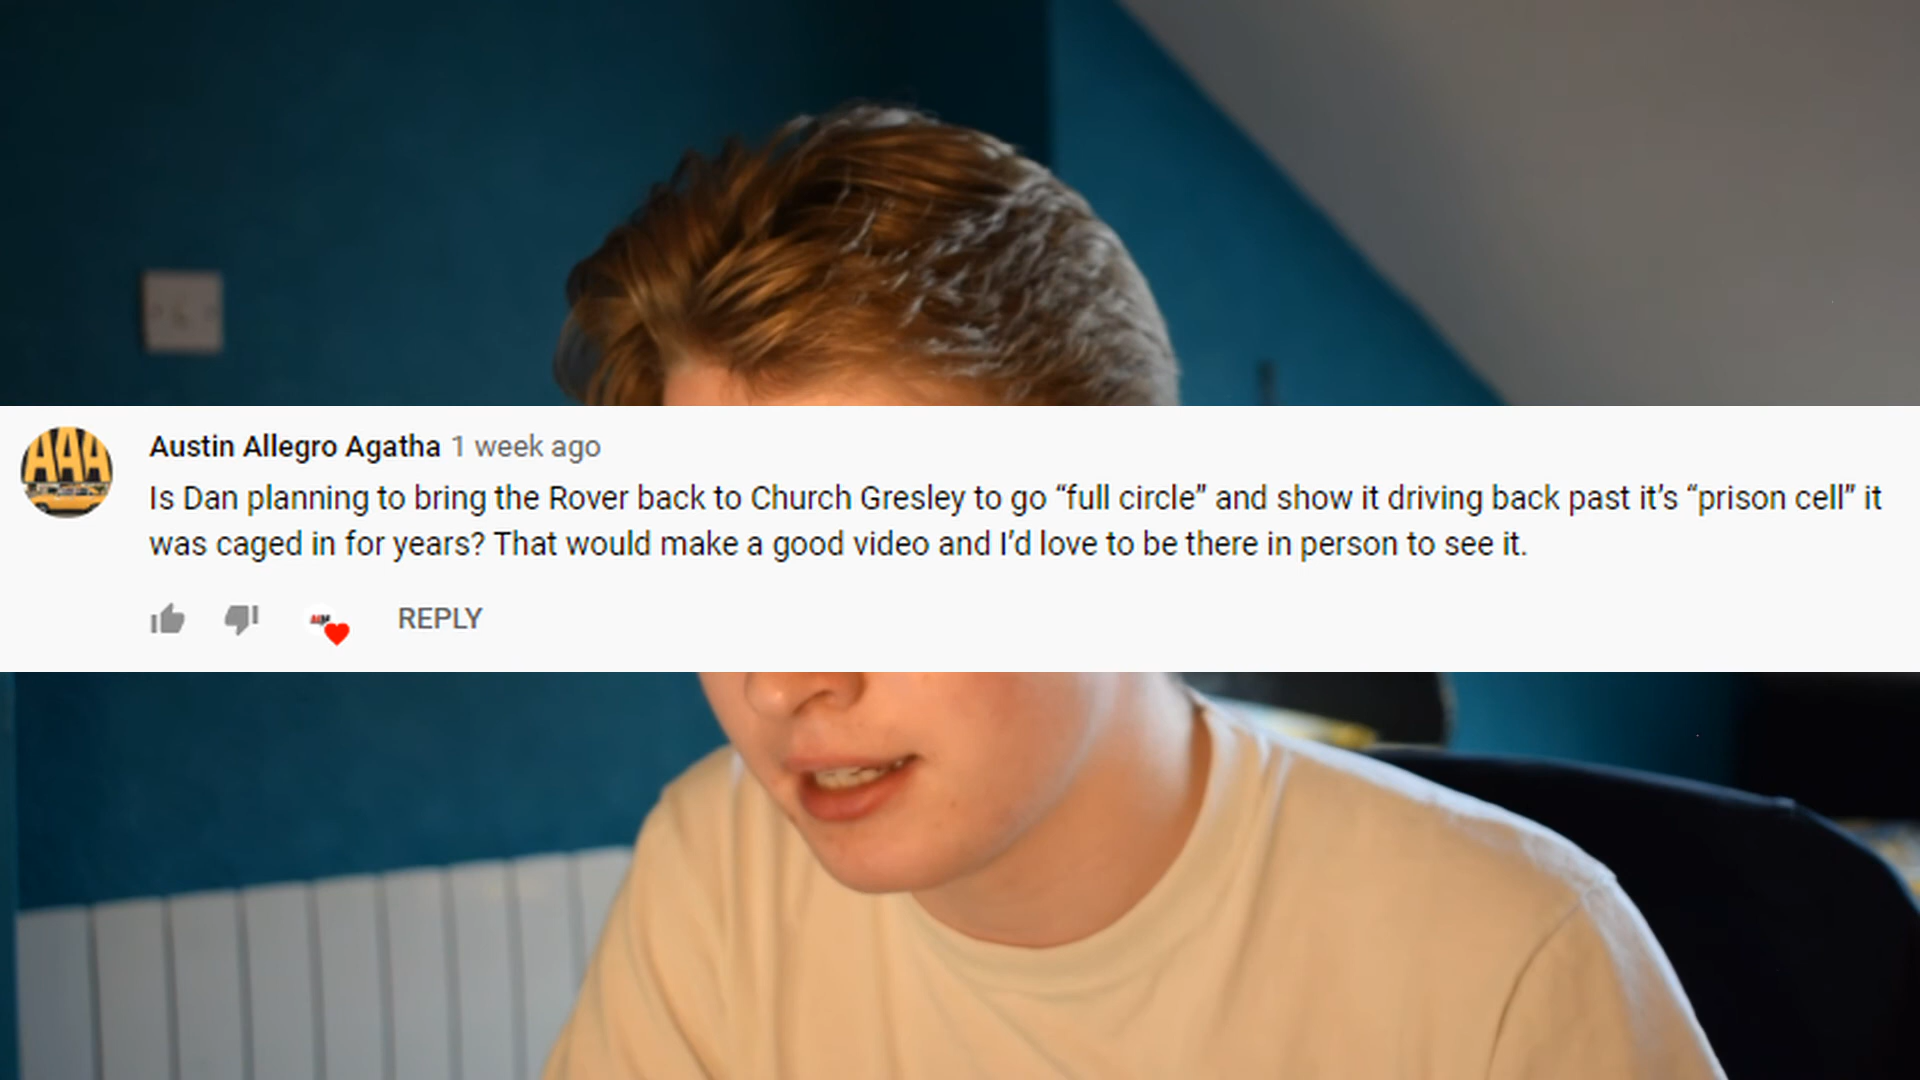 AAA
Austin Allegro Agatha 1 week ago
Is Dan planning to bring the Rover back to Church Gresley to go “full circle” and show it driving back past it’s “prison cell” it
was caged in for years? That would make a good video and I’d love to be there in person to see it.
REPLY